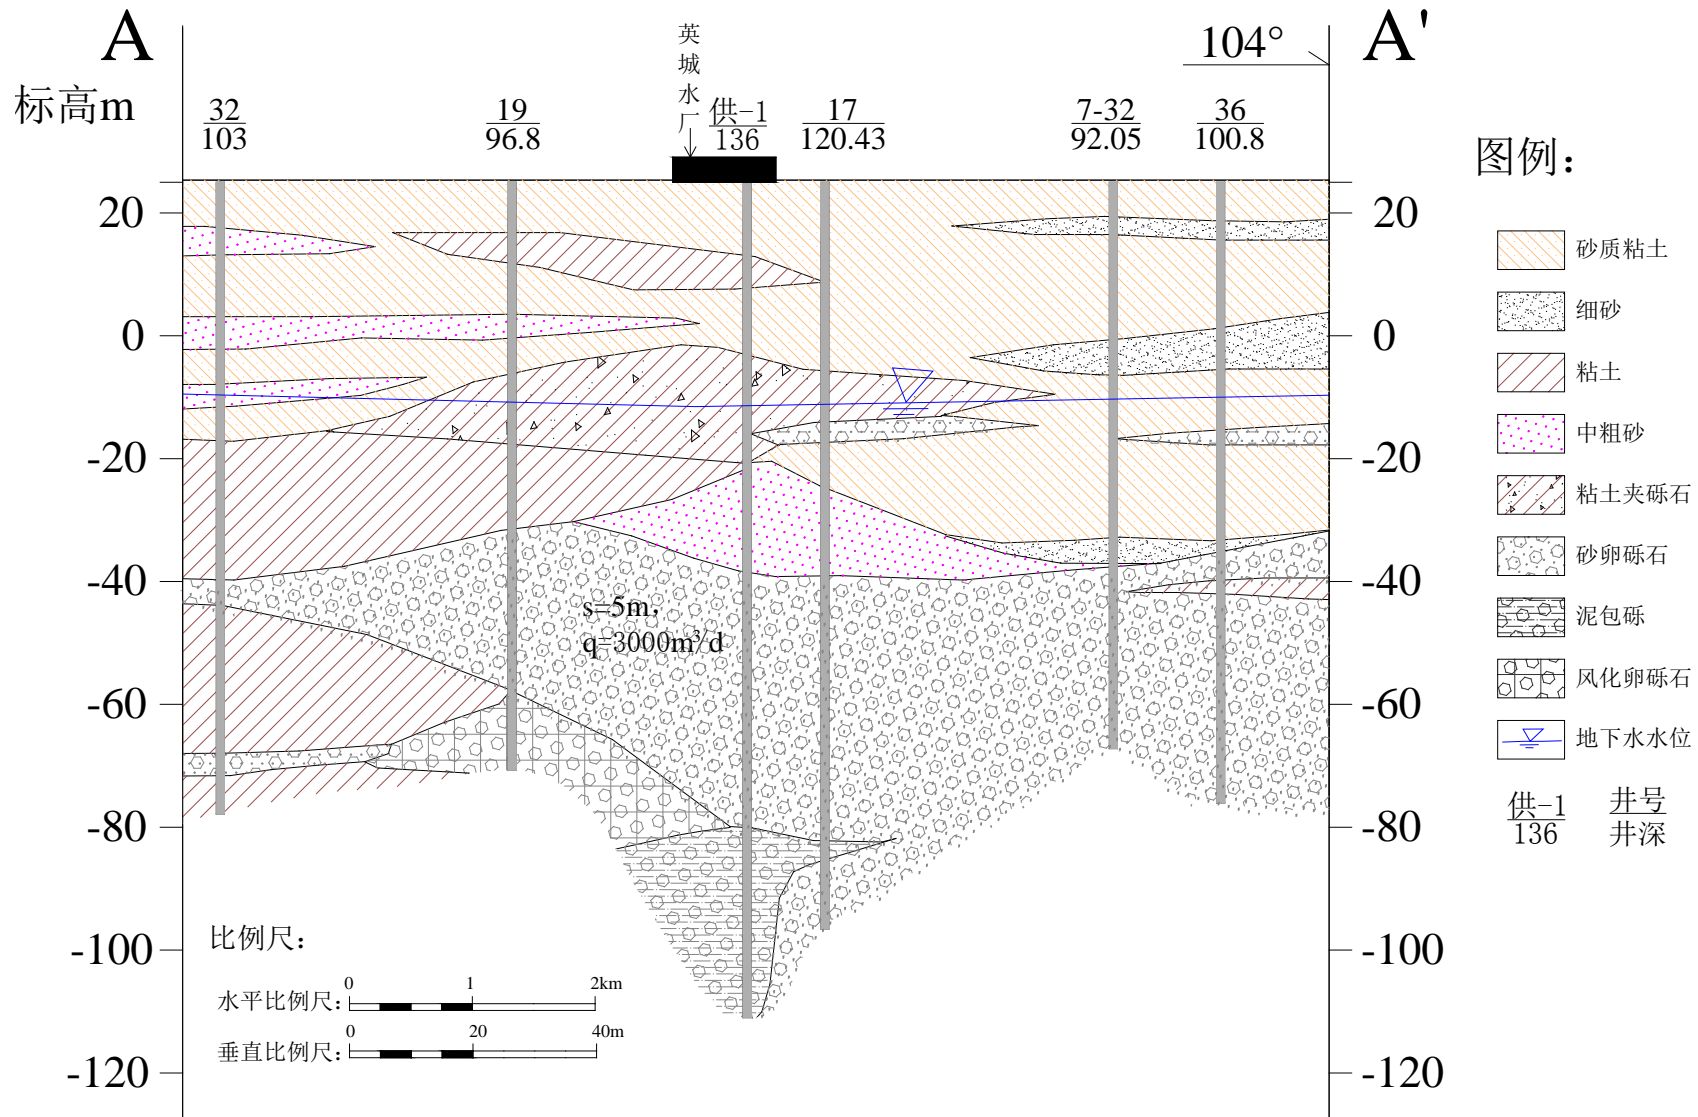 A
A'
104°
标高m
英城水厂
32
103
19
96.8
供-1
136
17
120.43
7-32
92.05
36
100.8
20
0
-20
-40
-60
-80
-100
-120
20
0
-20
-40
-60
-80
-100
-120
s=5m,
q=3000m³/d
图例：
砂质粘土
细砂
粘土
中粗砂
粘土夹砾石
砂卵砾石
泥包砾
风化卵砾石
地下水水位
供-1
136
井号
井深
比例尺：
0 1 2km
水平比例尺：
0 20 40m
垂直比例尺：